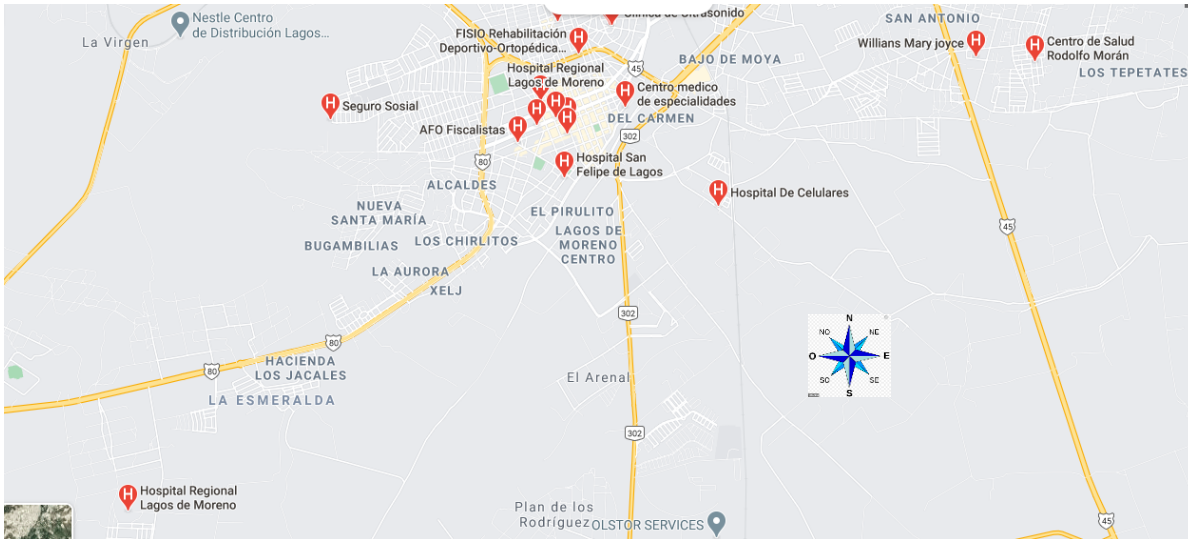 Nestle Centro
de Distribución Lagos...
La Virgen
Clinica de Ultrasonido
FISIO Rehabilitación
Deportivo-Ortopédica...
45
BAJO DE MOYA
SAN ANTONIO
Willians Mary joyce
Centro de Salud
Rodolfo Morán
LOS TEPETATES
Hospital Regional
Lagos de Moreno
Centro medico
de especialidades
Seguro Sosial
AFO Fiscalistas
DEL CARMEN
302
80
Hospital San
Felipe de Lagos
ALCALDES
Hospital De Celulares
NUEVA
SANTA MARÍA
EL PIRULITO
BUGAMBILIAS
LOS CHIRLITOS
LAGOS DE
MORENO
CENTRO
45
LA AURORA
XELJ
302
N
NO
NE
O
E
SO
SE
S
80
HACIENDA
LOS JACALES
80
El Arenal
LA ESMERALDA
302
Hospital Regional
Lagos de Moreno
Plan de los
Rodríguez
OLSTOR SERVICES
45